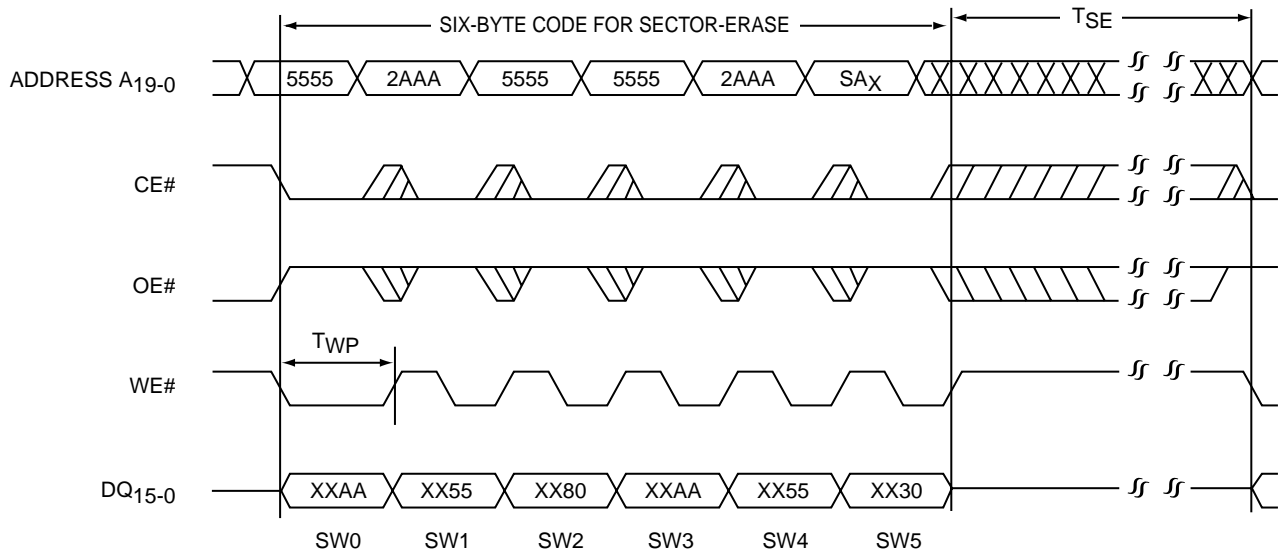 SIX-BYTE CODE FOR SECTOR-ERASE TSE
ADDRESS A19-0 5555 2AAA 5555 5555 2AAA SAX
CE#
OE#
TWP
WE#
DQ15-0 XXAA XX55 XX80 XXAA XX55 XX30
SW0 SW1 SW2 SW3 SW4 SW5